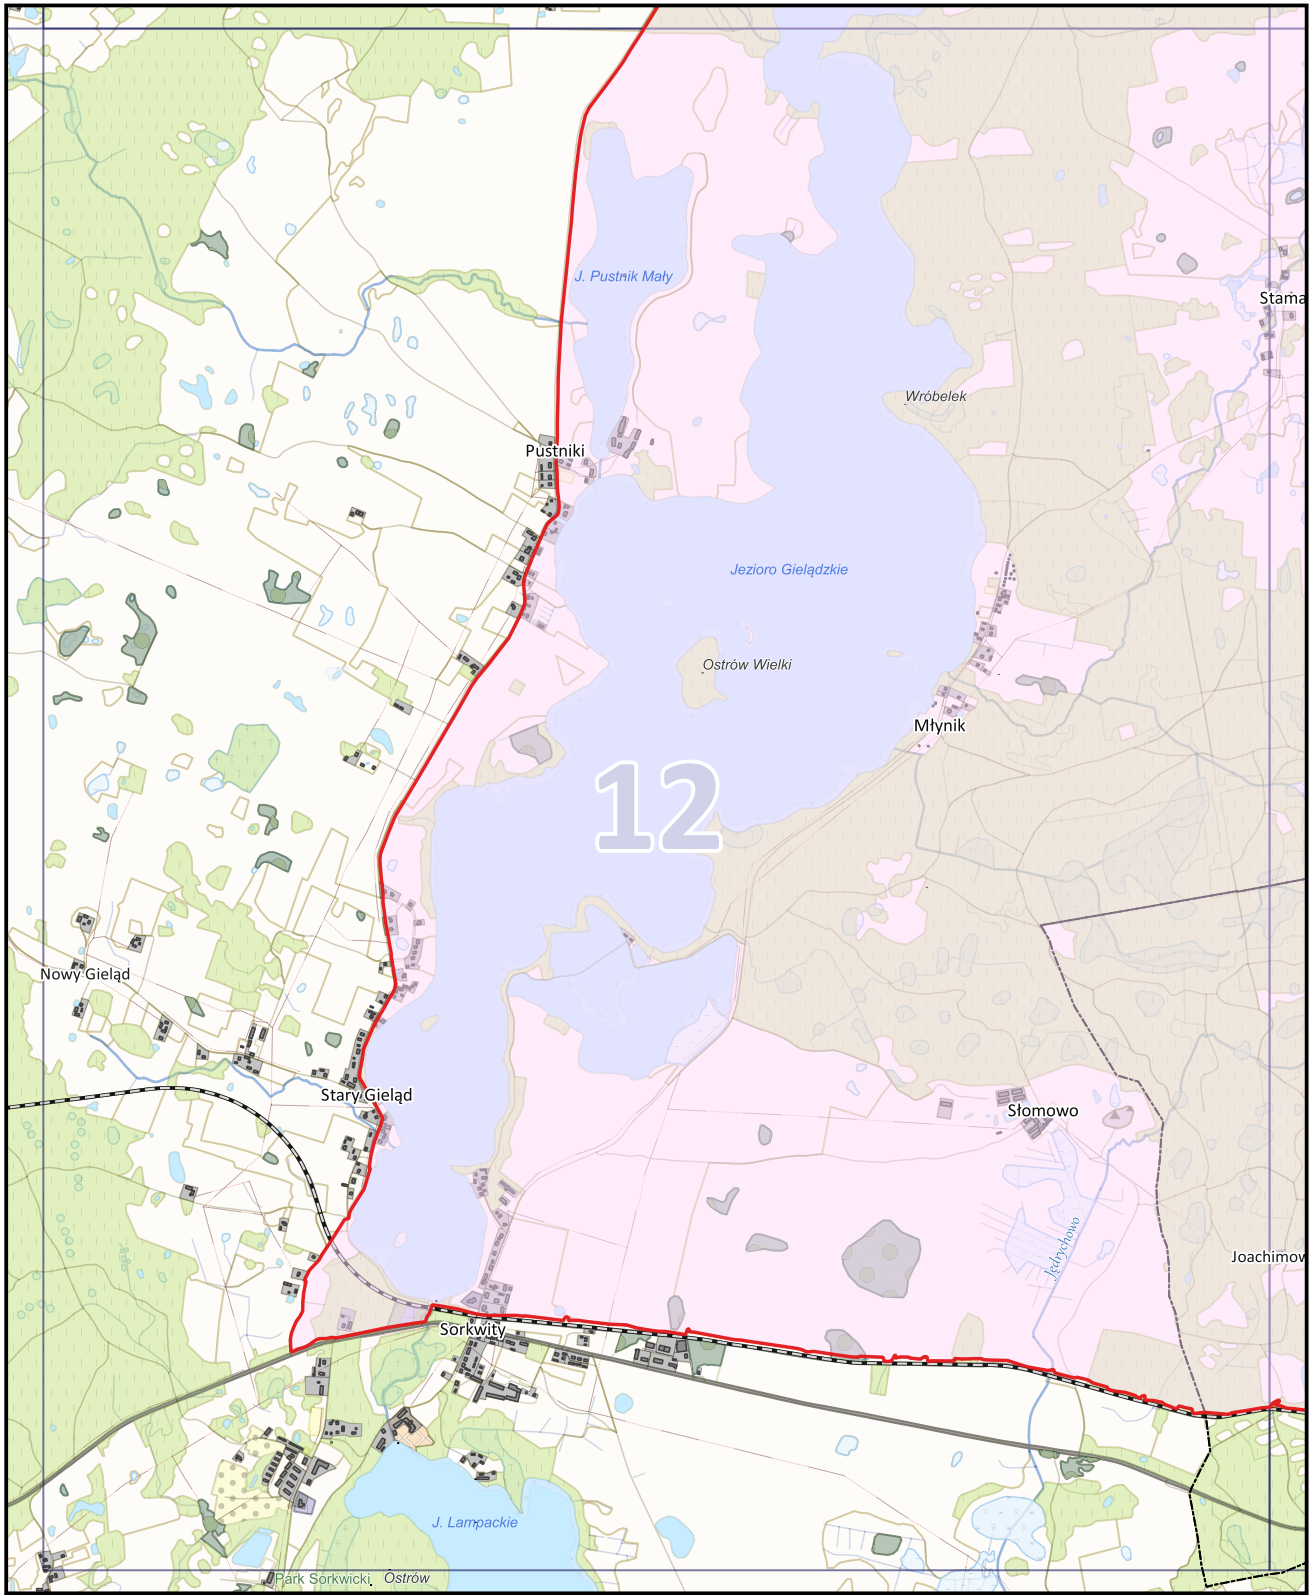 J. Pustnik Mały
Stama
Wróbelek
Pustniki
Jezioro Gielądzkie
Ostrów Wielki
Młynik
12
Nowy Gieląd
Stary Gieląd
Słomowo
Jędrychowo
Joachimow
Sorkwity
J. Lampackie
Park Sorkwicki
Ostrów